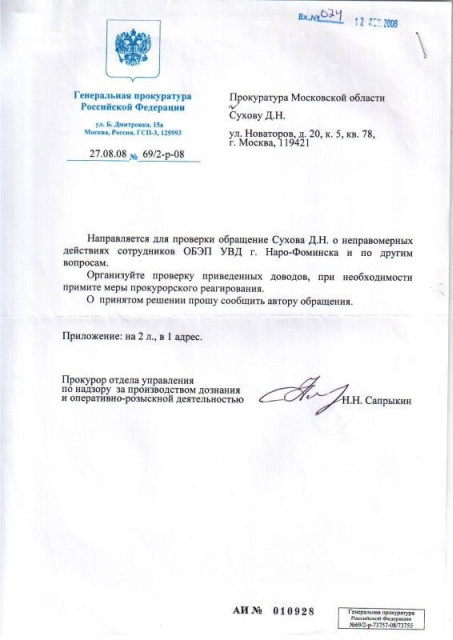 Вх.№ 024 12 2008
Генеральная прокуратура
Российской Федерации
ул. Б. Дмитровка, 15а
Москва, Россия, ГСП-3, 125993
27.08.08 № 69/2-р-08
Прокуратура Московской области
Сухову Д.Н.
ул. Новаторов, д. 20, к. 5, кв. 78,
г. Москва, 119421
Направляется для проверки обращение Сухова Д.Н. о неправомерных
действиях сотрудников ОБЭП УВД г. Наро-Фоминска и по другим
вопросам.
Организуйте проверку приведенных доводов, при необходимости
примите меры прокурорского реагирования.
О принятом решении прошу сообщить автору обращения.
Приложение: на 2 л., в 1 адрес.
Прокурор отдела управления
по надзору за производством дознания
и оперативно-розыскной деятельностью
Н.Н. Сапрыкин
АИ № 010928
Генеральная прокуратура
Российской Федерации
№69/2-р-73757-08/73755